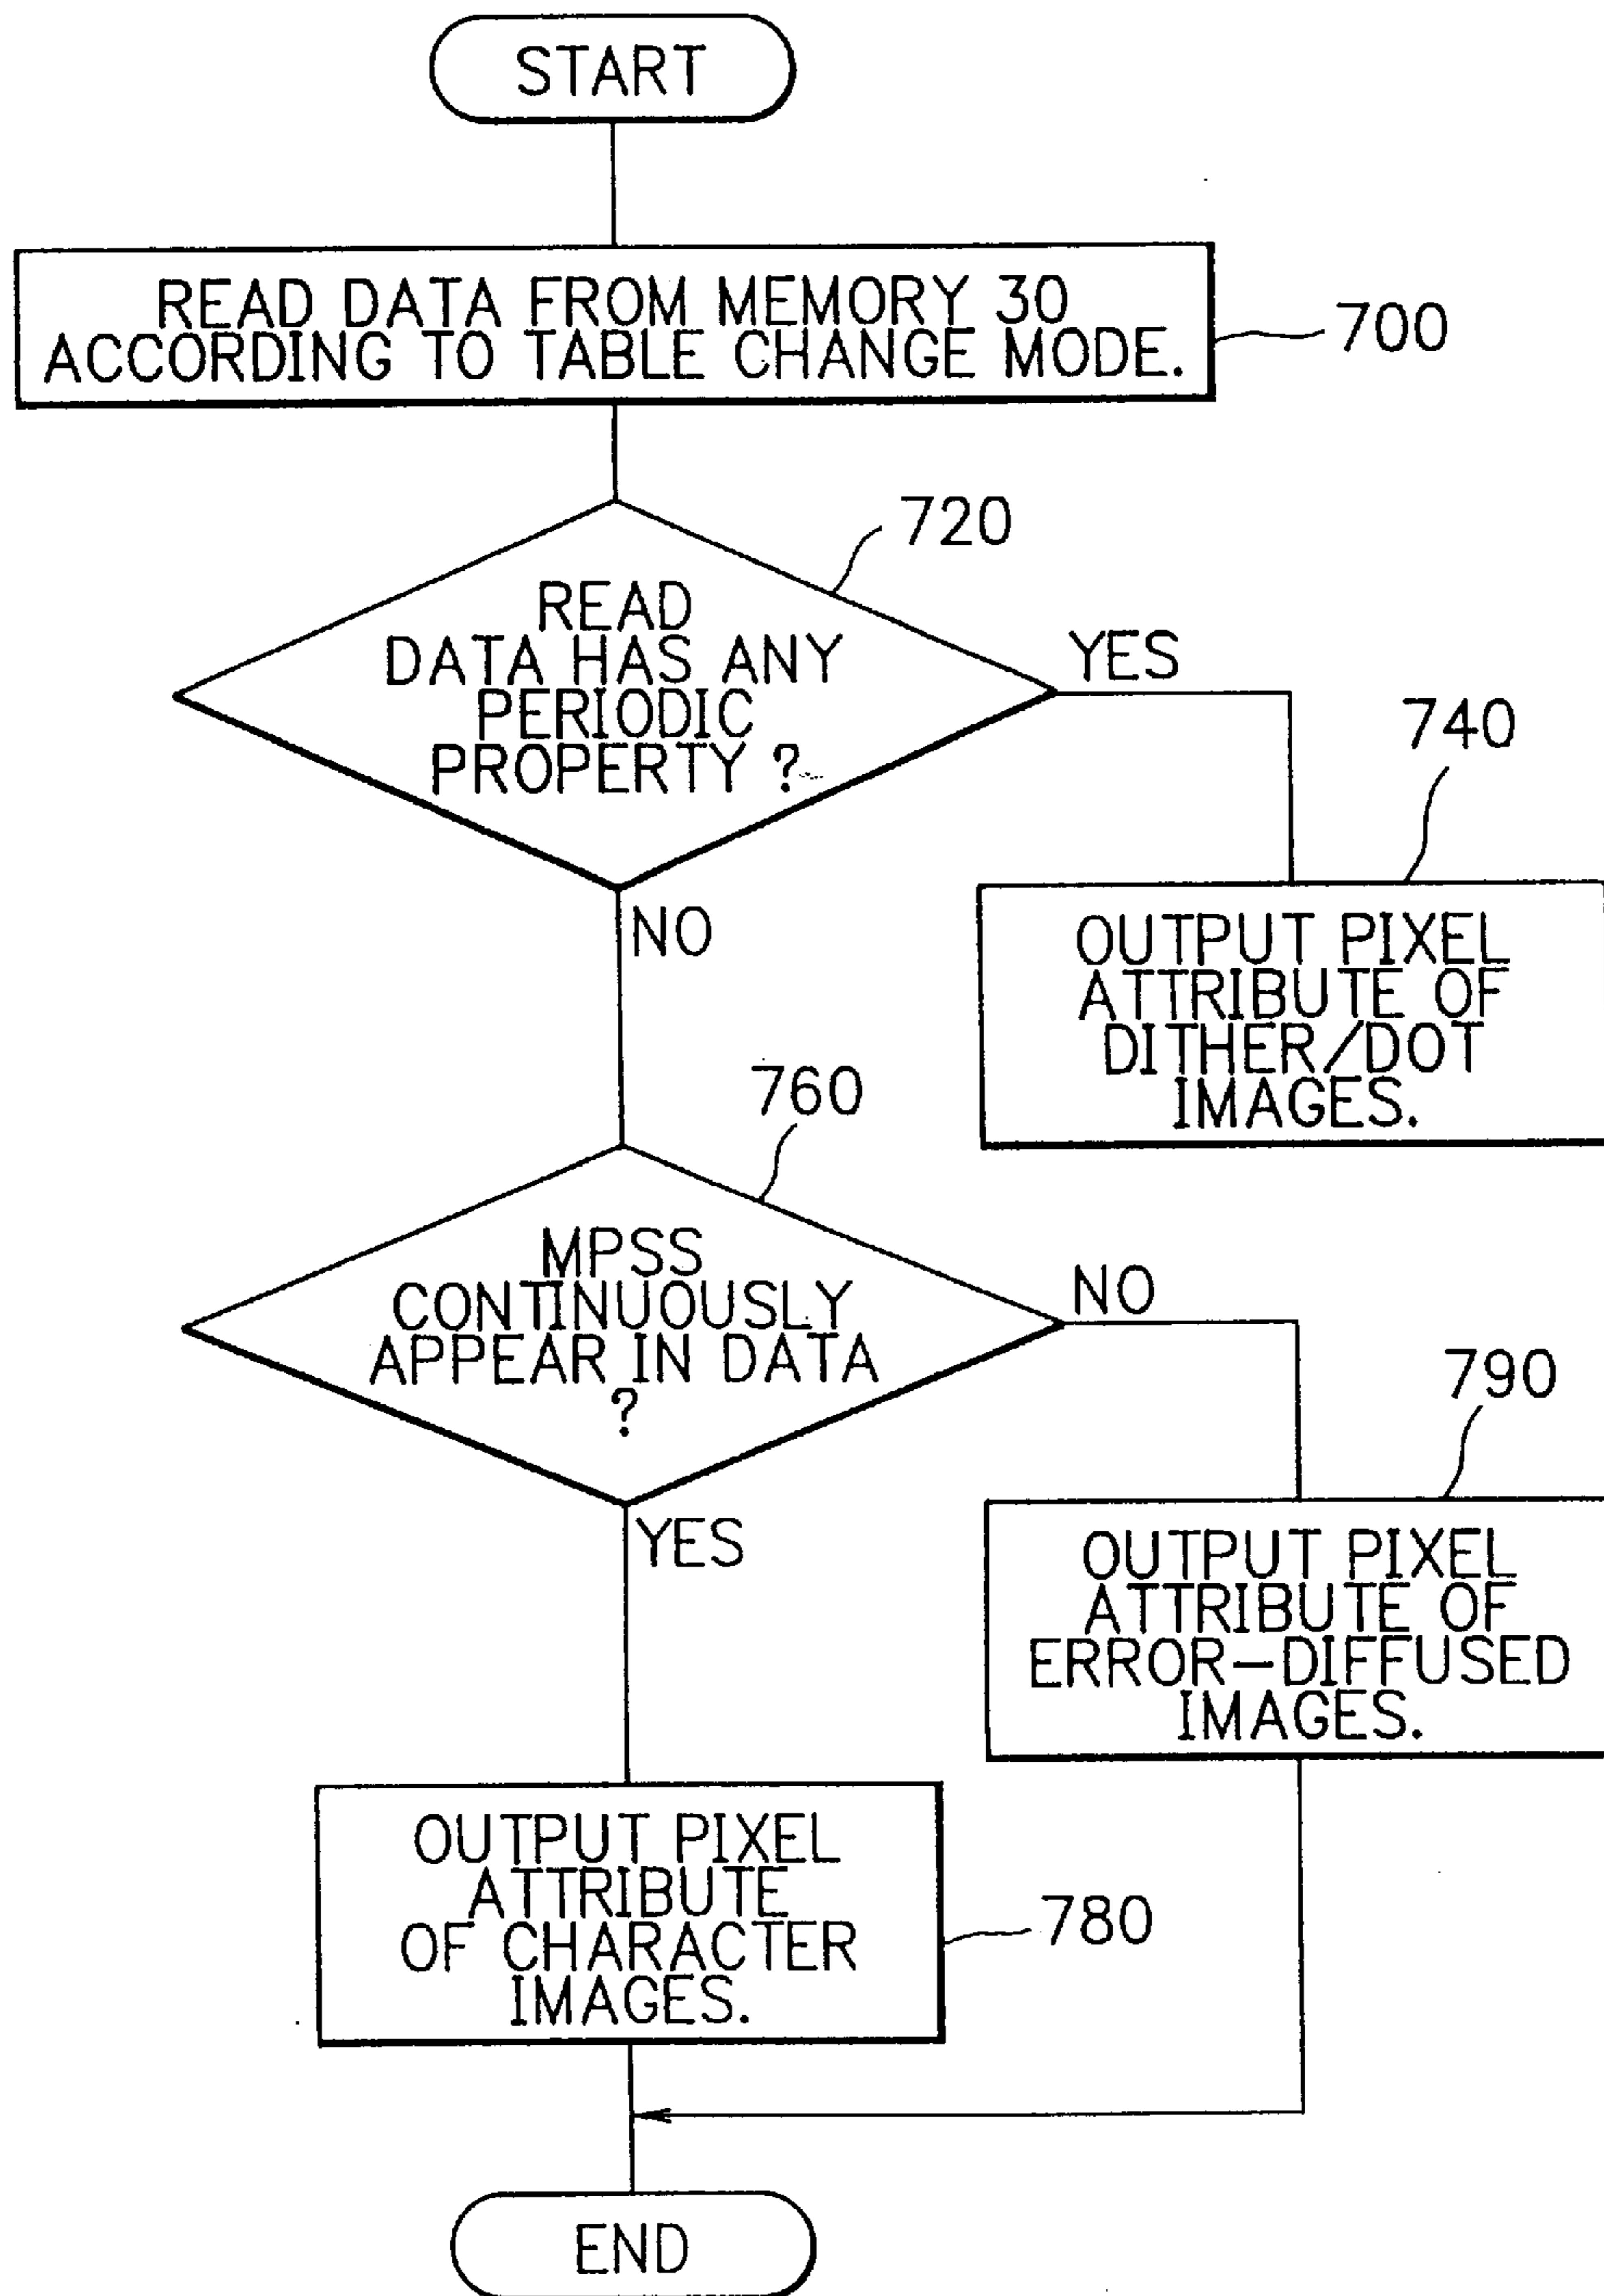 START
READ DATA FROM MEMORY 30
ACCORDING TO TABLE CHANGE MODE.
700
720
READ
DATA HAS ANY
PERIODIC
PROPERTY ?
YES
740
NO
OUTPUT PIXEL
ATTRIBUTE OF
DITHER/DOT
IMAGES.
760
MPSS
CONTINUOUSLY
APPEAR IN DATA
?
NO
790
YES
OUTPUT PIXEL
ATTRIBUTE OF
ERROR-DIFFUSED
IMAGES.
OUTPUT PIXEL
ATTRIBUTE
OF CHARACTER
IMAGES.
780
END